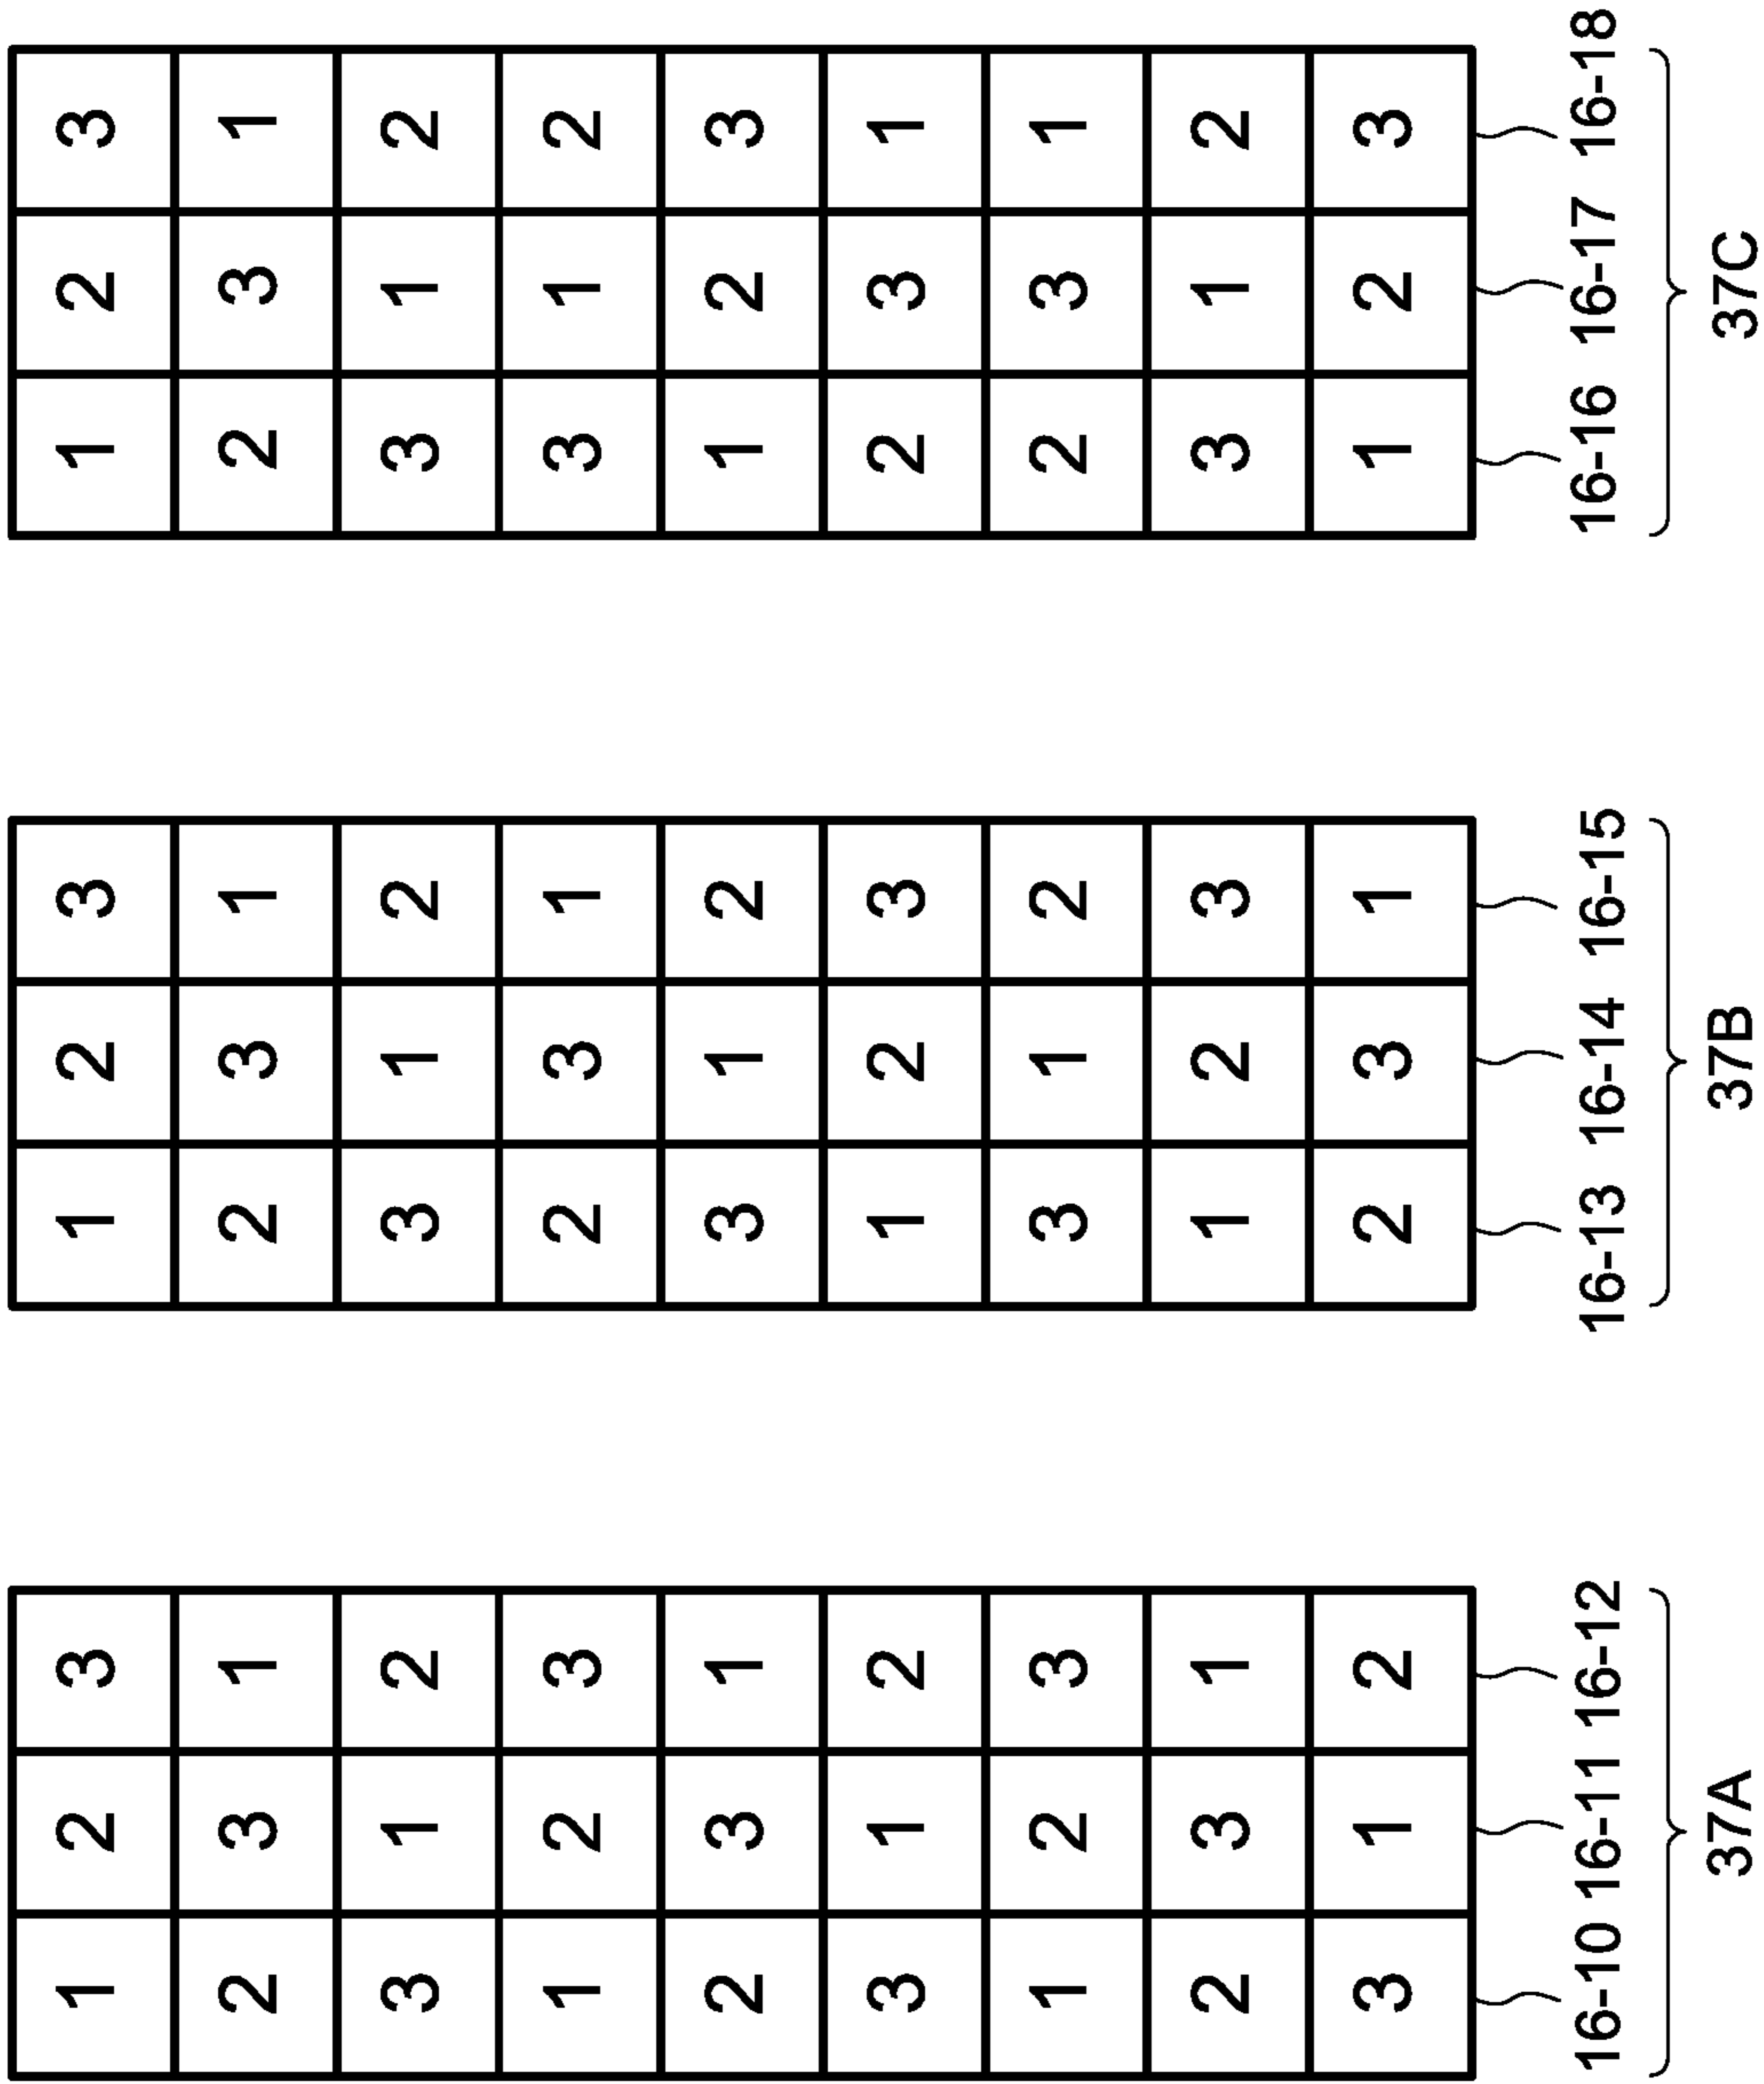 1 2 3 1 2 3 1 2 3
2 3 1 2 3 1 2 3 1
3 1 2 3 1 2 3 1 2
1 2 3 2 3 1 3 1 2
2 3 1 3 1 2 1 2 3
3 1 2 1 2 3 2 3 1
1 2 3 3 1 2 2 3 1
2 3 1 1 2 3 3 1 2
3 1 2 2 3 1 1 2 3
16-10 16-11 16-12 16-13 16-14 16-15 16-16 16-17 16-18
37A 37B 37C